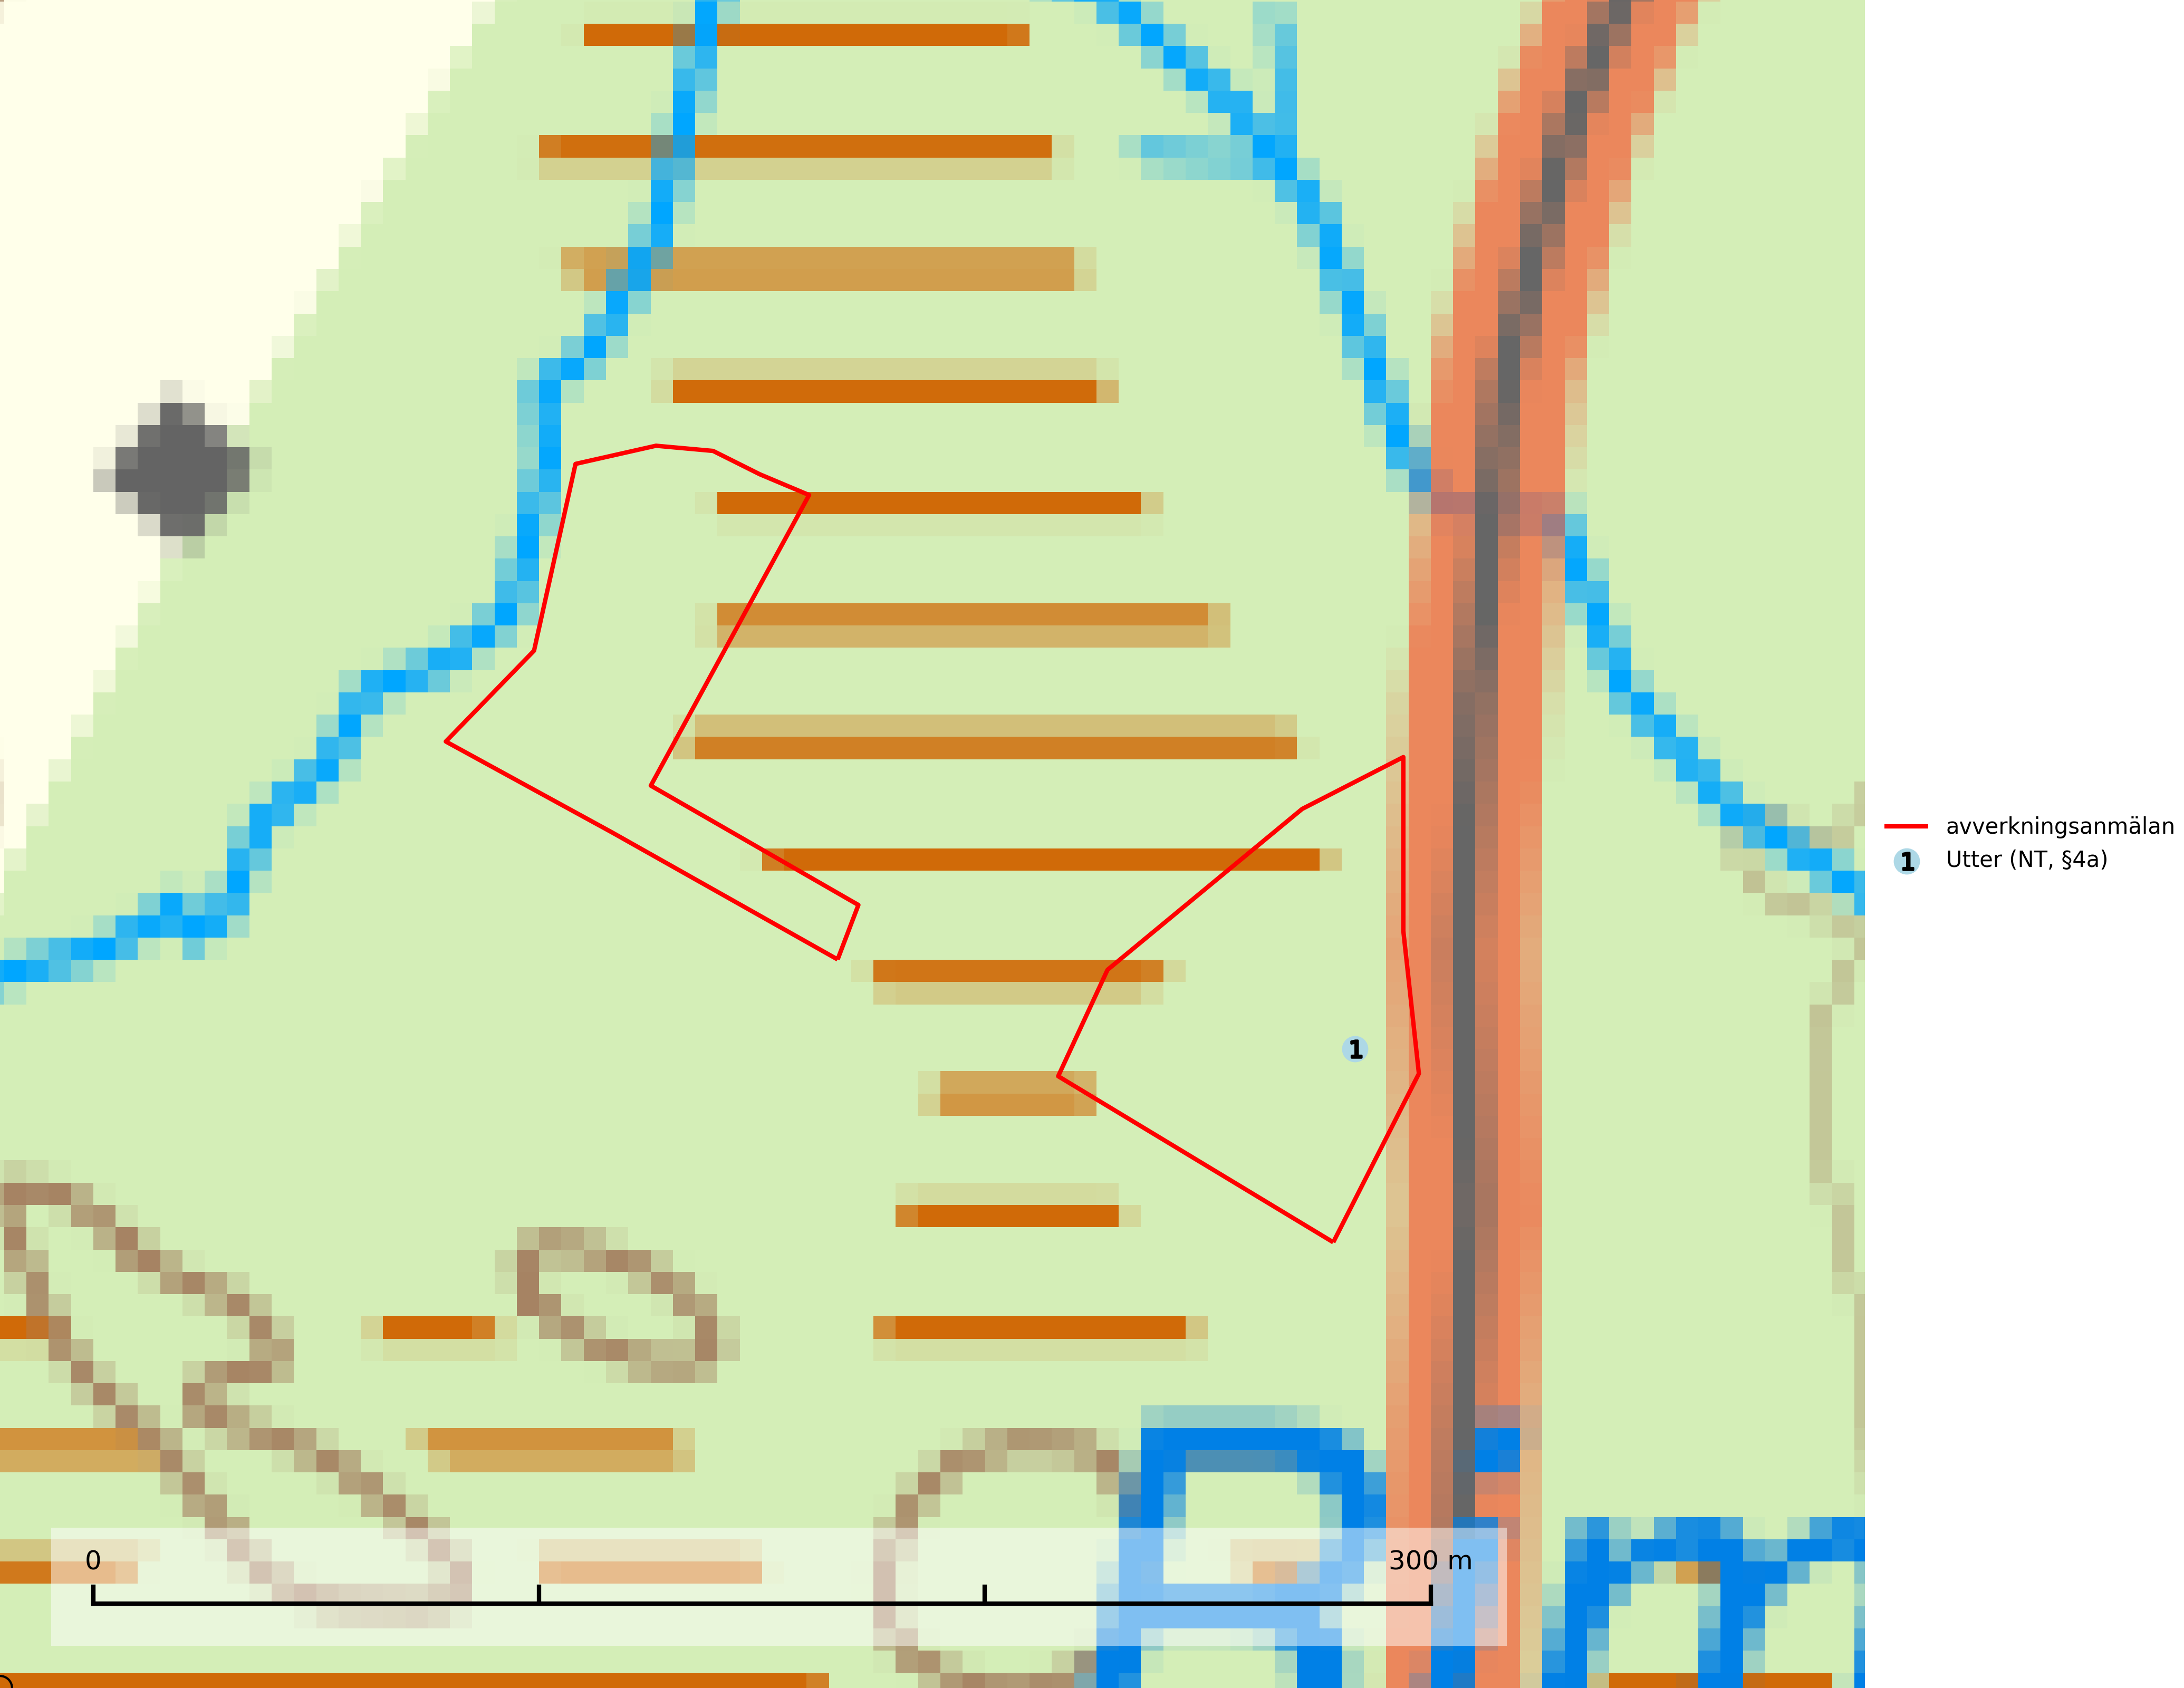 avverkningsanmälan
1 Utter (NT, §4a)
1
0 300 m